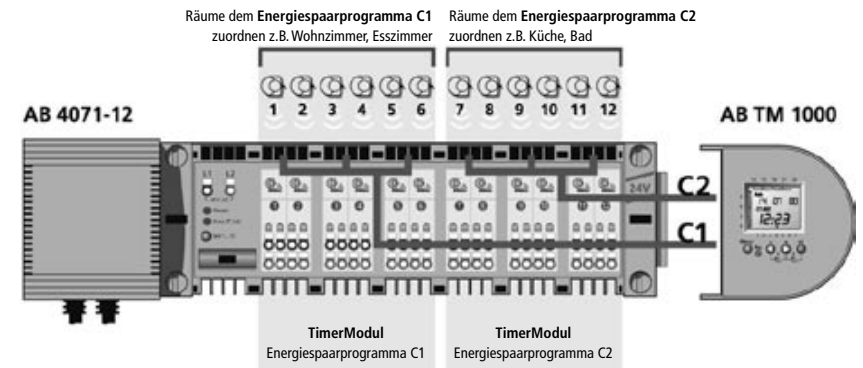 Räume dem Energiespaarprogramma C1
zuordnen z.B. Wohnzimmer, Esszimmer
Räume dem Energiespaarprogramma C2
zuordnen z.B. Küche, Bad
1 2 3 4 5 6 7 8 9 10 11 12
AB 4071-12
AB TM 1000
L1 L2
24V
C2
C1
12:23
TimerModul
Energiespaarprogramma C1
TimerModul
Energiespaarprogramma C2